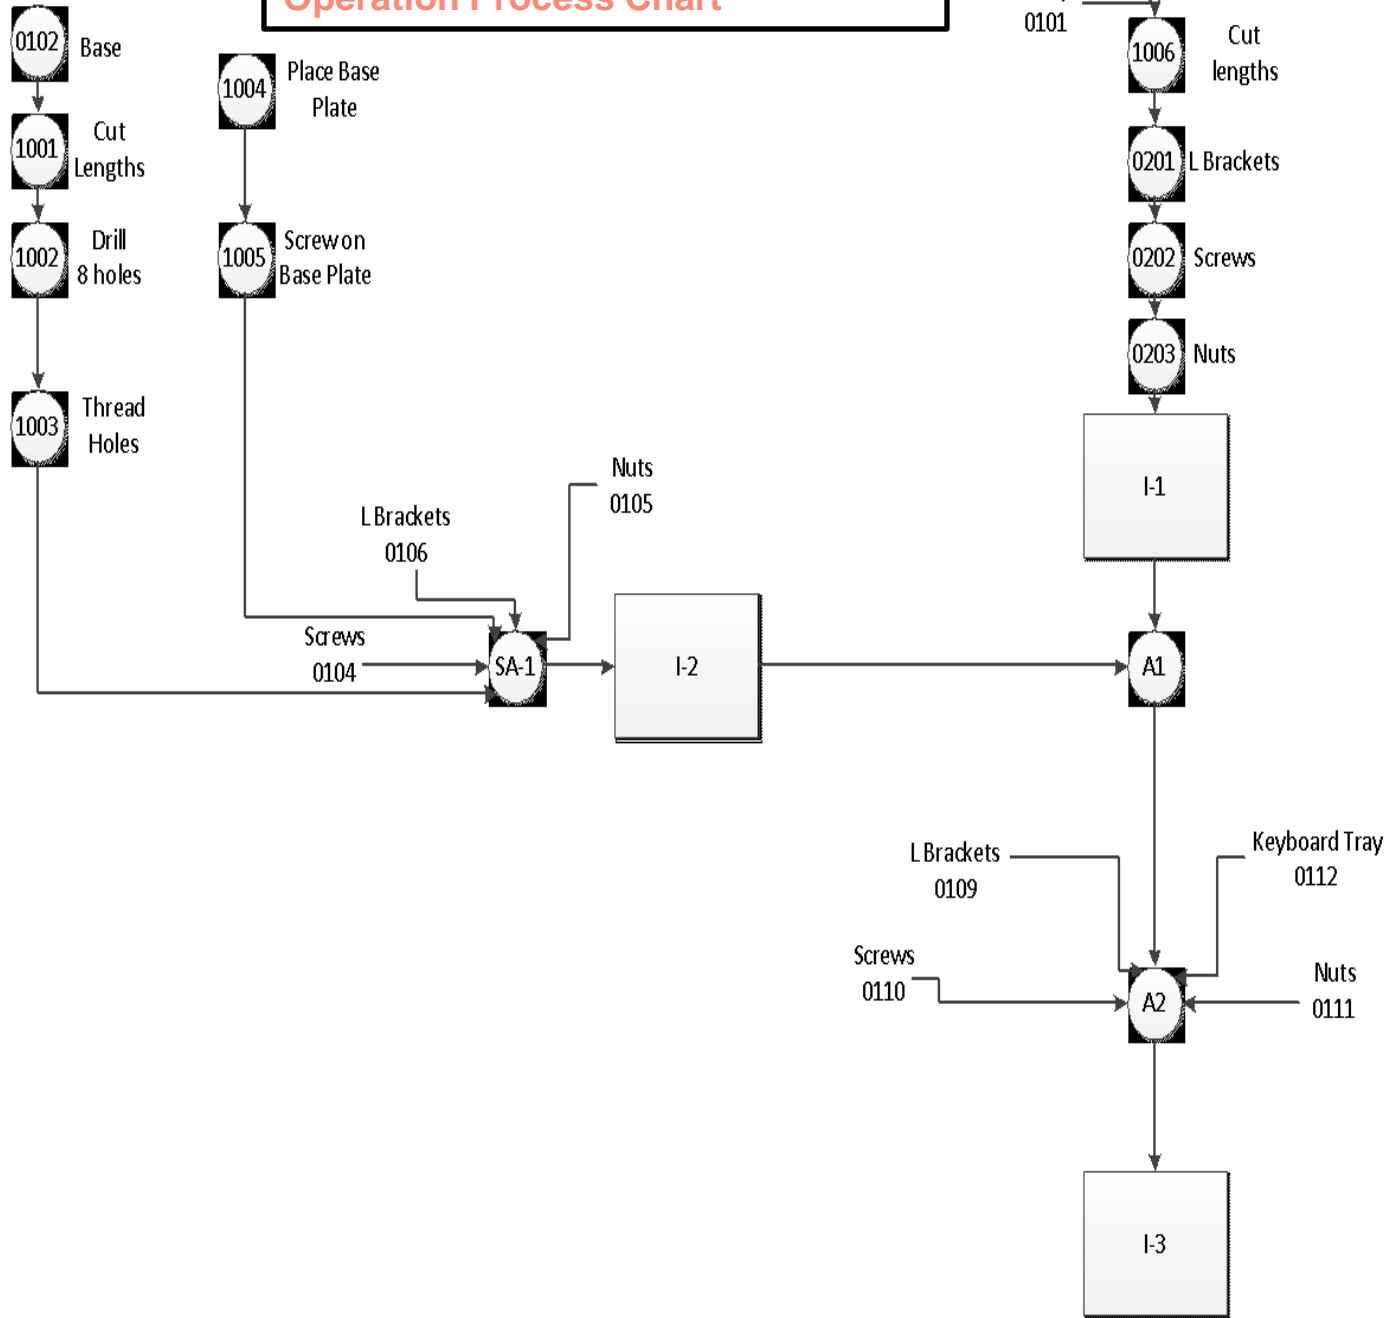 Operation Process Chart
0102
Base
1001
Cut
Lengths
1002
Drill
8 holes
1003
Thread
Holes
1004
Place Base
Plate
1005
Screw on
Base Plate
L Brackets
0106
Nuts
0105
Screws
0104
SA-1
I-2
0101
1006
Cut
lengths
0201
L Brackets
0202
Screws
0203
Nuts
I-1
A1
L Brackets
0109
Keyboard Tray
0112
Screws
0110
A2
Nuts
0111
I-3